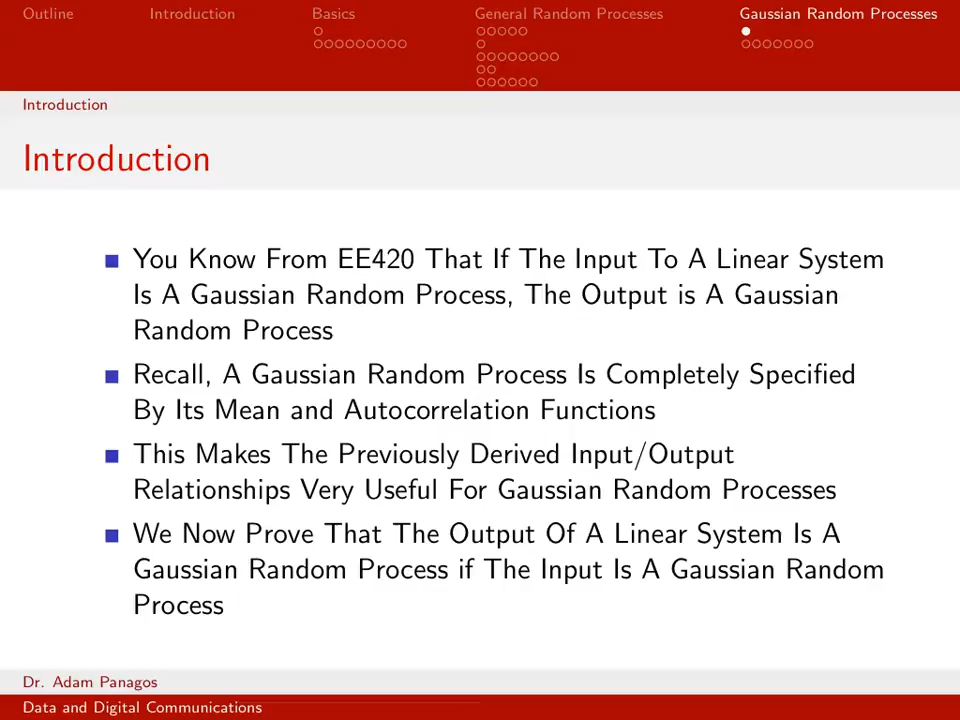 Outline Introduction Basics General Random Processes Gaussian Random Processes
Introduction
Introduction
You Know From EE420 That If The Input To A Linear System
Is A Gaussian Random Process, The Output is A Gaussian
Random Process
Recall, A Gaussian Random Process Is Completely Specified
By Its Mean and Autocorrelation Functions
This Makes The Previously Derived Input/Output
Relationships Very Useful For Gaussian Random Processes
We Now Prove That The Output Of A Linear System Is A
Gaussian Random Process if The Input Is A Gaussian Random
Process
Dr. Adam Panagos
Data and Digital Communications